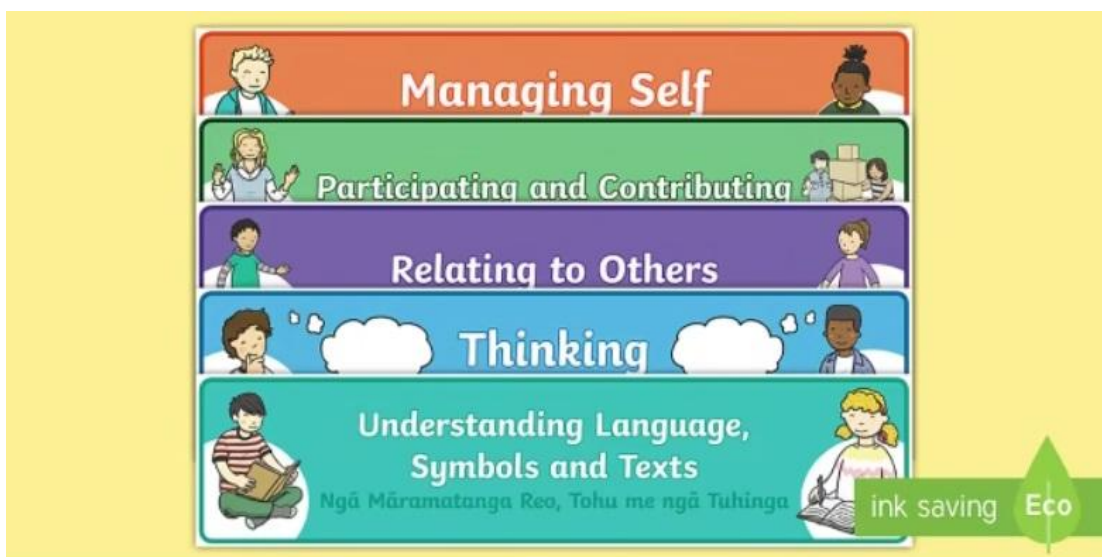 Managing Self
Participating and Contributing
Relating to Others
Thinking
Understanding Language,
Symbols and Texts
Ngā Māramatanga Reo, Tohu me ngā Tuhinga
ink saving
Eco